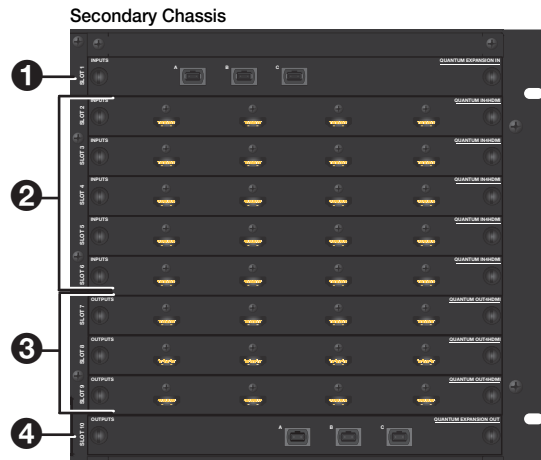 Secondary Chassis
1 SLOT 1 INPUTS A B C QUANTUM EXPANSION IN
SLOT 2 INPUTS QUANTUM IN4HDMI
SLOT 3 INPUTS QUANTUM IN4HDMI
2 SLOT 4 INPUTS QUANTUM IN4HDMI
SLOT 5 INPUTS QUANTUM IN4HDMI
SLOT 6 INPUTS QUANTUM IN4HDMI
SLOT 7 OUTPUTS QUANTUM OUT4HDMI
3 SLOT 8 OUTPUTS QUANTUM OUT4HDMI
SLOT 9 OUTPUTS QUANTUM OUT4HDMI
4 SLOT 10 OUTPUTS A B C QUANTUM EXPANSION OUT